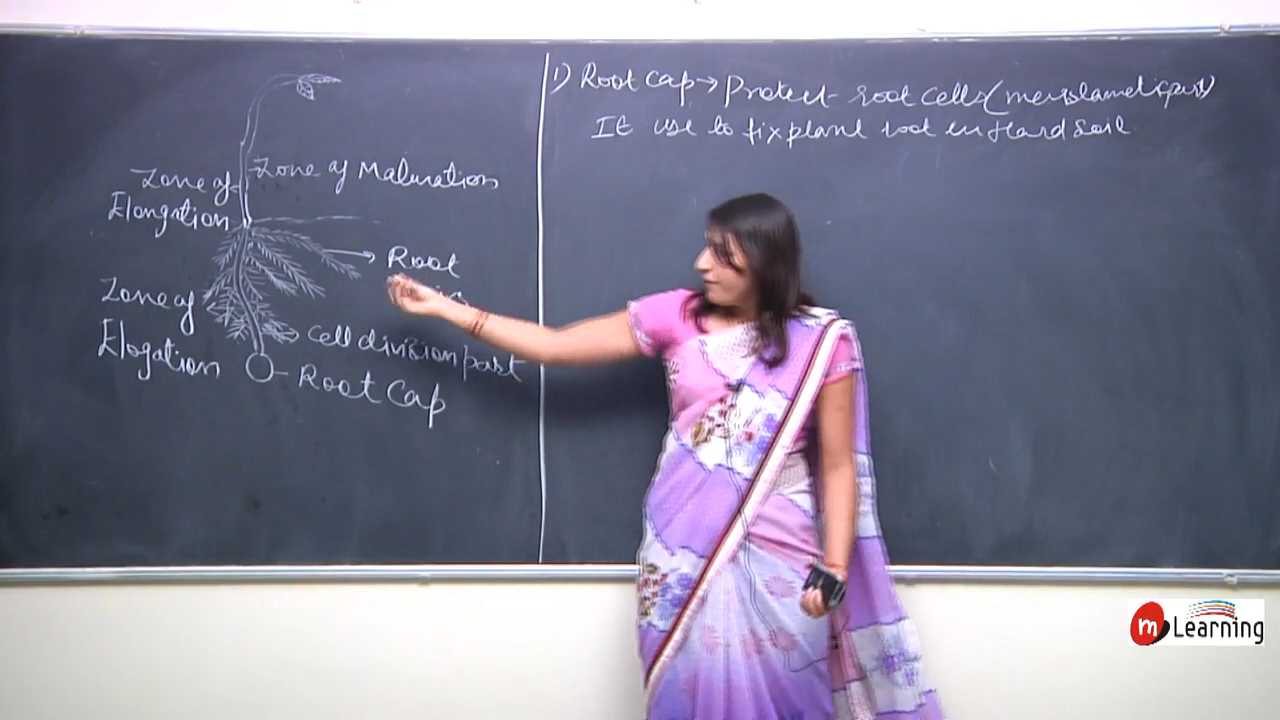 Zone of
Elongation
Zone of Maturation
Root
Zone of
Elogation
Cell division part
Root Cap
1) Root Cap → Protect root cells (meristametic part)
It use to fix plant root in Hard Soil
m Learning